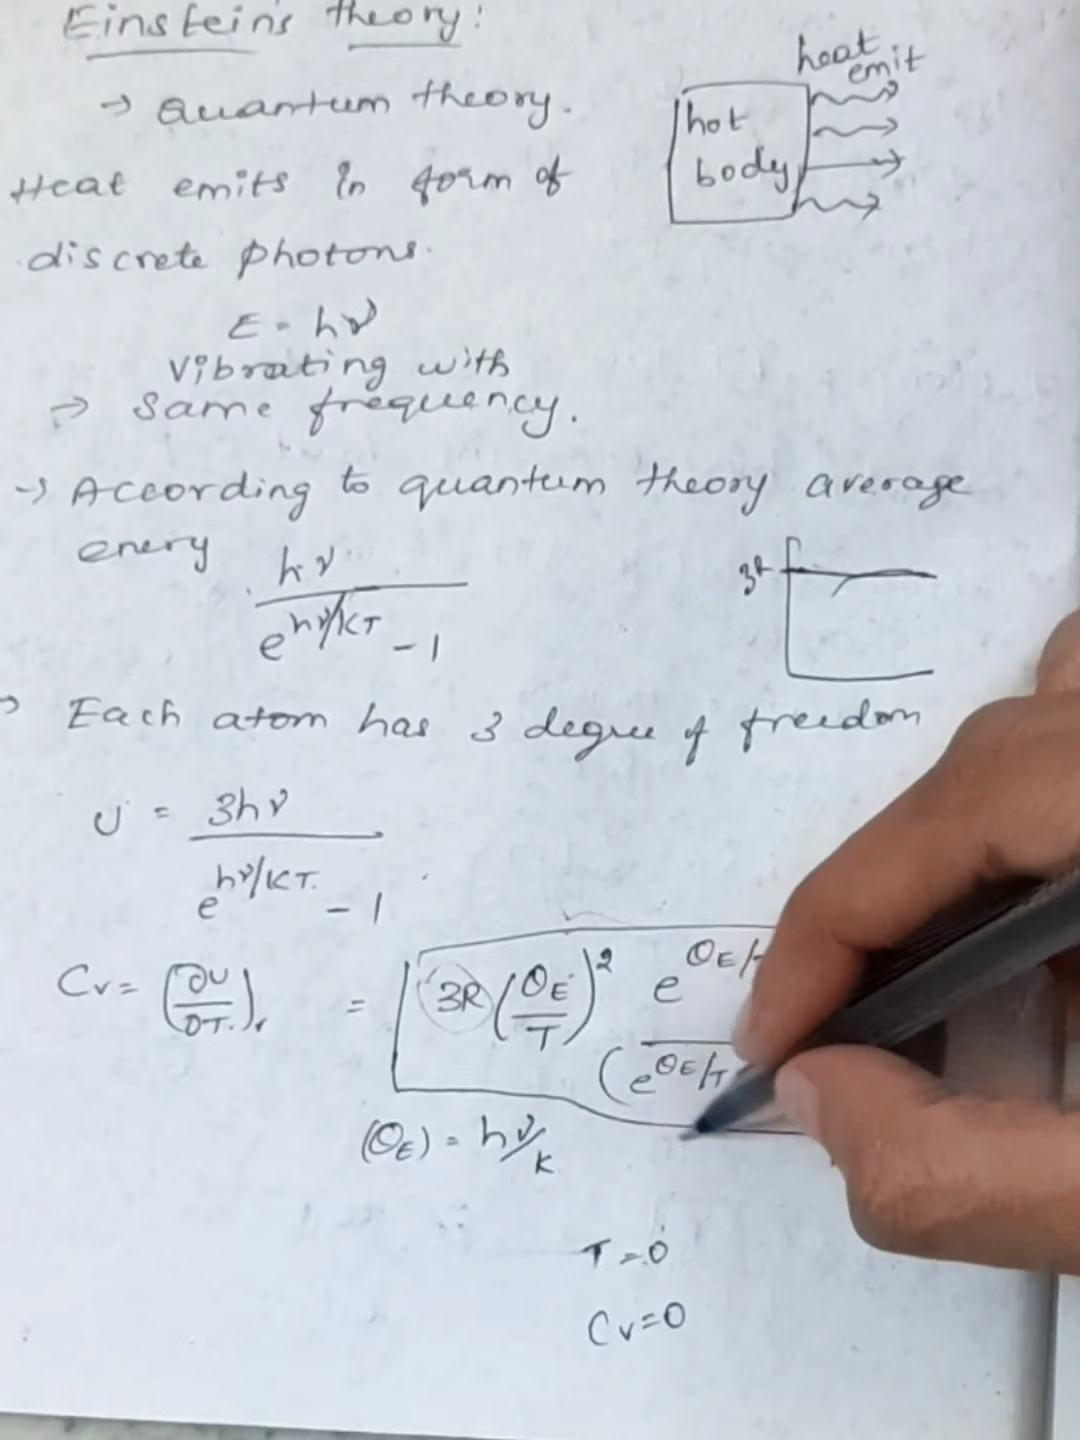 Einstein's theory:
→ Quantum theory.
heat emit
hot body
Heat emits in form of
discrete photons.
E = hν
Vibrating with
→ Same frequency.
→ According to quantum theory average
enery hν
e^hν/KT - 1
3R
→ Each atom has 3 degree of freedom
U = 3hν
e^hν/KT. - 1
Cv = (∂U/∂T.)v = 3R (θE/T)^2 e^θE/
(e^θE/T
(θE) = hν/K
T = 0
Cv = 0